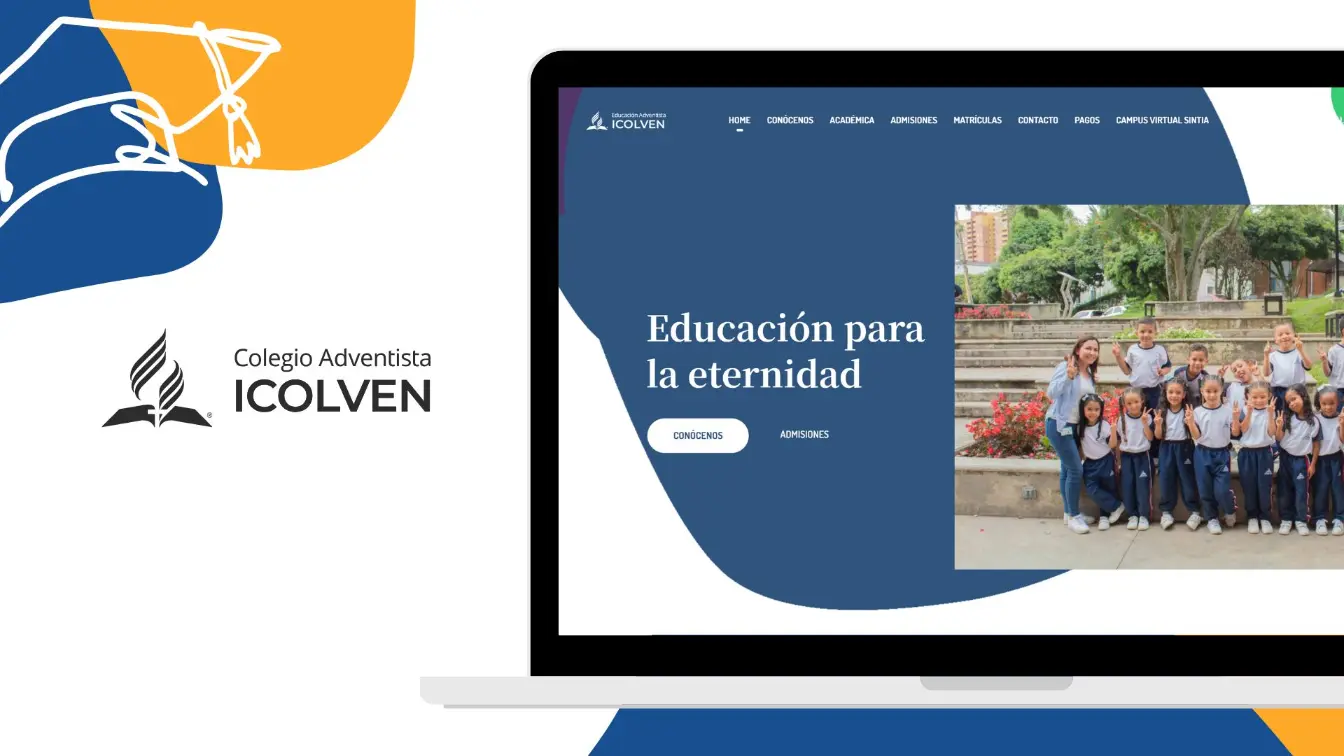 Colegio Adventista
ICOLVEN
®
Educación Adventista
ICOLVEN
HOME CONÓCENOS ACADÉMICA ADMISIONES MATRÍCULAS CONTACTO PAGOS CAMPUS VIRTUAL SINTIA
Educación para
la eternidad
CONÓCENOS ADMISIONES